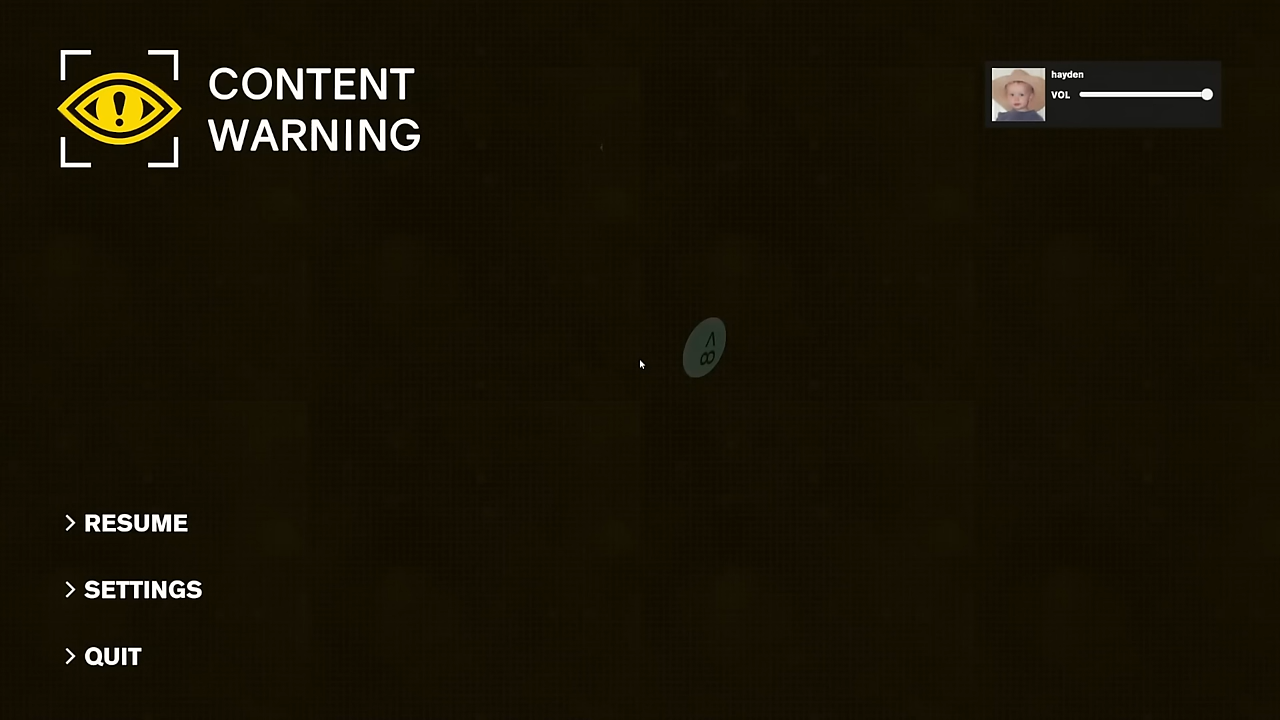 CONTENT
WARNING
hayden
VOL
> RESUME
> SETTINGS
> QUIT